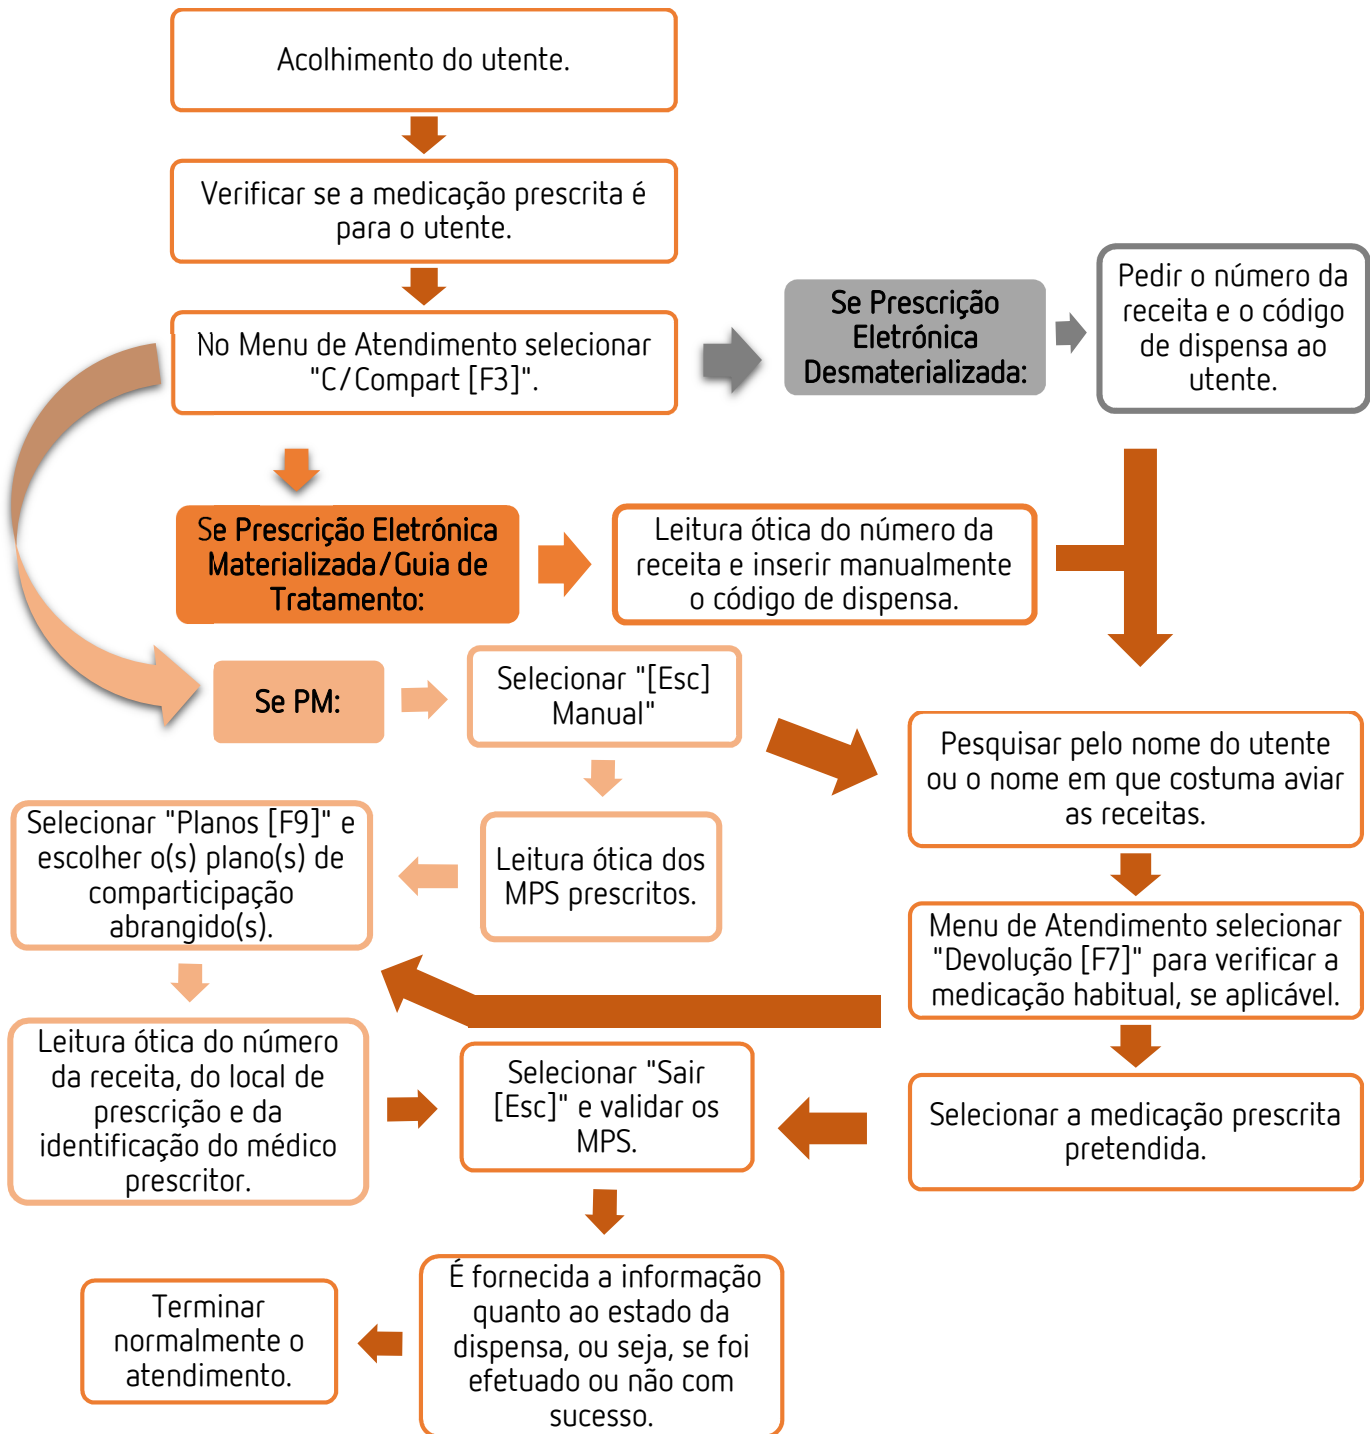 Acolhimento do utente.
Verificar se a medicação prescrita é
para o utente.
No Menu de Atendimento selecionar
"C/Compart [F3]".
Se Prescrição
Eletrónica
Desmaterializada:
Pedir o número da
receita e o código
de dispensa ao
utente.
Se Prescrição Eletrónica
Materializada/Guia de
Tratamento:
Leitura ótica do número da
receita e inserir manualmente
o código de dispensa.
Se PM:
Selecionar "[Esc]
Manual"
Pesquisar pelo nome do utente
ou o nome em que costuma aviar
as receitas.
Selecionar "Planos [F9]" e
escolher o(s) plano(s) de
comparticipação
abrangido(s).
Leitura ótica dos
MPS prescritos.
Menu de Atendimento selecionar
"Devolução [F7]" para verificar a
medicação habitual, se aplicável.
Leitura ótica do número
da receita, do local de
prescrição e da
identificação do médico
prescritor.
Selecionar "Sair
[Esc]" e validar os
MPS.
Selecionar a medicação prescrita
pretendida.
É fornecida a informação
quanto ao estado da
dispensa, ou seja, se foi
efetuado ou não com
sucesso.
Terminar
normalmente o
atendimento.